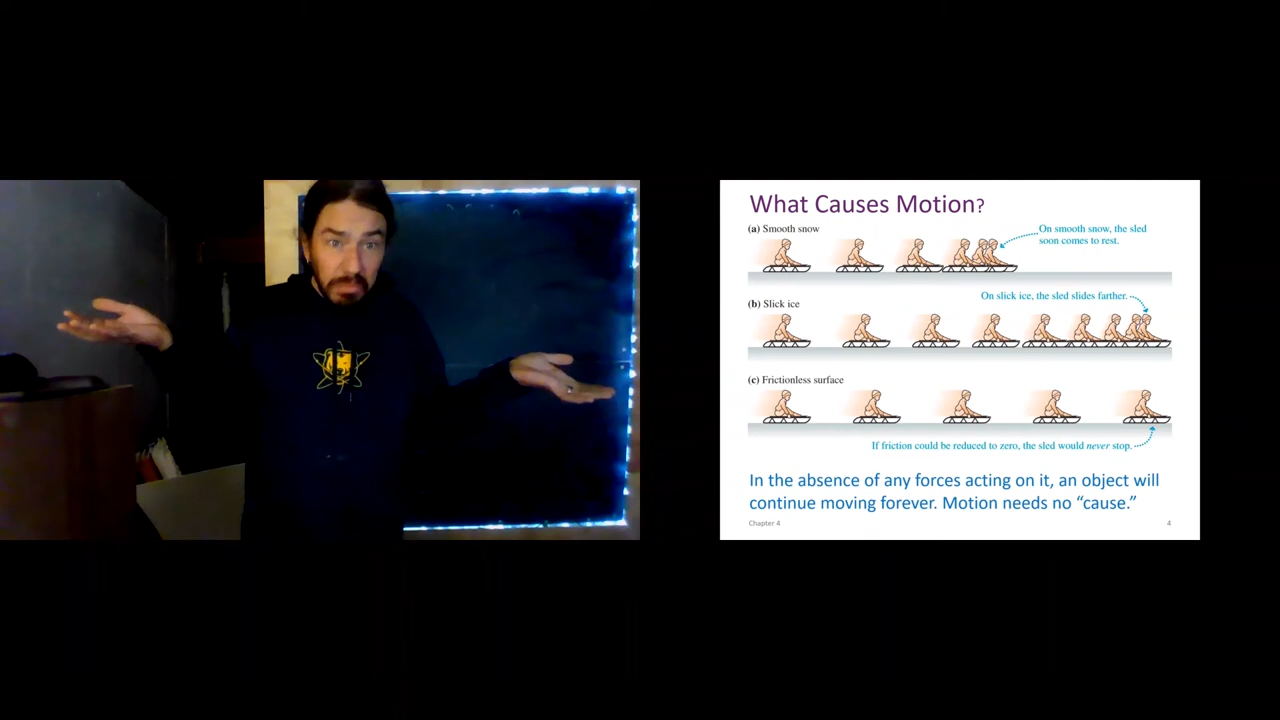 What Causes Motion?
(a) Smooth snow
On smooth snow, the sled
soon comes to rest.
On slick ice, the sled slides farther.
(b) Slick ice
(c) Frictionless surface
If friction could be reduced to zero, the sled would never stop.
In the absence of any forces acting on it, an object will
continue moving forever. Motion needs no “cause.”
Chapter 4
4